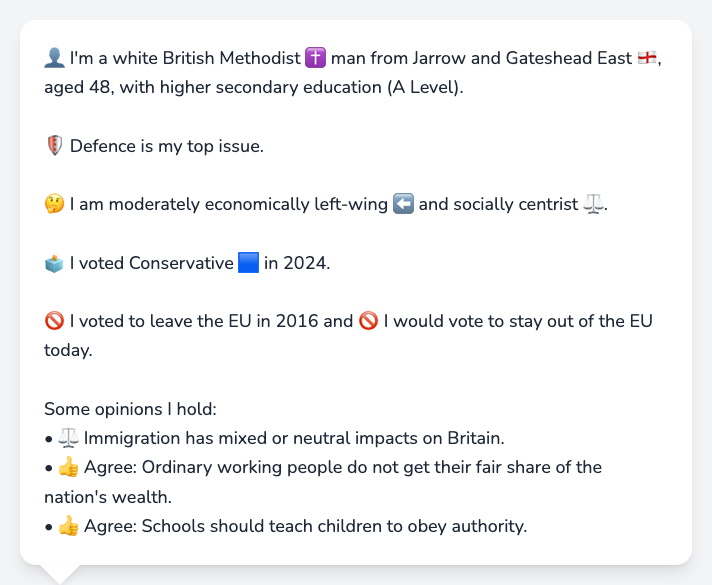 👤 I'm a white British Methodist ✝️ man from Jarrow and Gateshead East 🏴󠁧󠁢󠁥󠁮󠁧󠁿,
aged 48, with higher secondary education (A Level).
🛡️ Defence is my top issue.
🤔 I am moderately economically left-wing ⬅️ and socially centrist ⚖️.
🗳️ I voted Conservative 🟦 in 2024.
🚫 I voted to leave the EU in 2016 and 🚫 I would vote to stay out of the EU
today.
Some opinions I hold:
• ⚖️ Immigration has mixed or neutral impacts on Britain.
• 👍 Agree: Ordinary working people do not get their fair share of the
nation's wealth.
• 👍 Agree: Schools should teach children to obey authority.